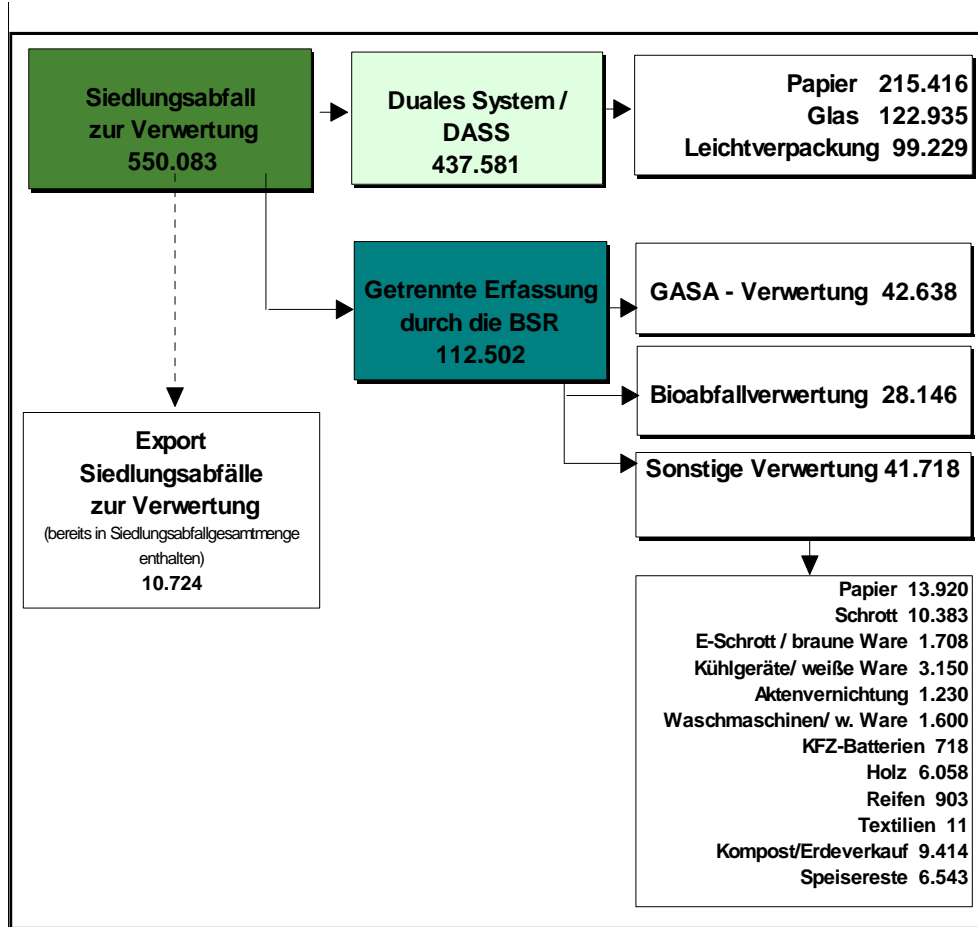 Siedlungsabfall
zur Verwertung
550.083
Duales System /
DASS
437.581
Papier 215.416
Glas 122.935
Leichtverpackung 99.229
Getrennte Erfassung
durch die BSR
112.502
GASA - Verwertung 42.638
Bioabfallverwertung 28.146
Sonstige Verwertung 41.718
Export
Siedlungsabfälle
zur Verwertung
(bereits in Siedlungsabfallgesamtmenge
enthalten)
10.724
Papier 13.920
Schrott 10.383
E-Schrott / braune Ware 1.708
Kühlgeräte/ weiße Ware 3.150
Aktenvernichtung 1.230
Waschmaschinen/ w. Ware 1.600
KFZ-Batterien 718
Holz 6.058
Reifen 903
Textilien 11
Kompost/Erdeverkauf 9.414
Speisereste 6.543